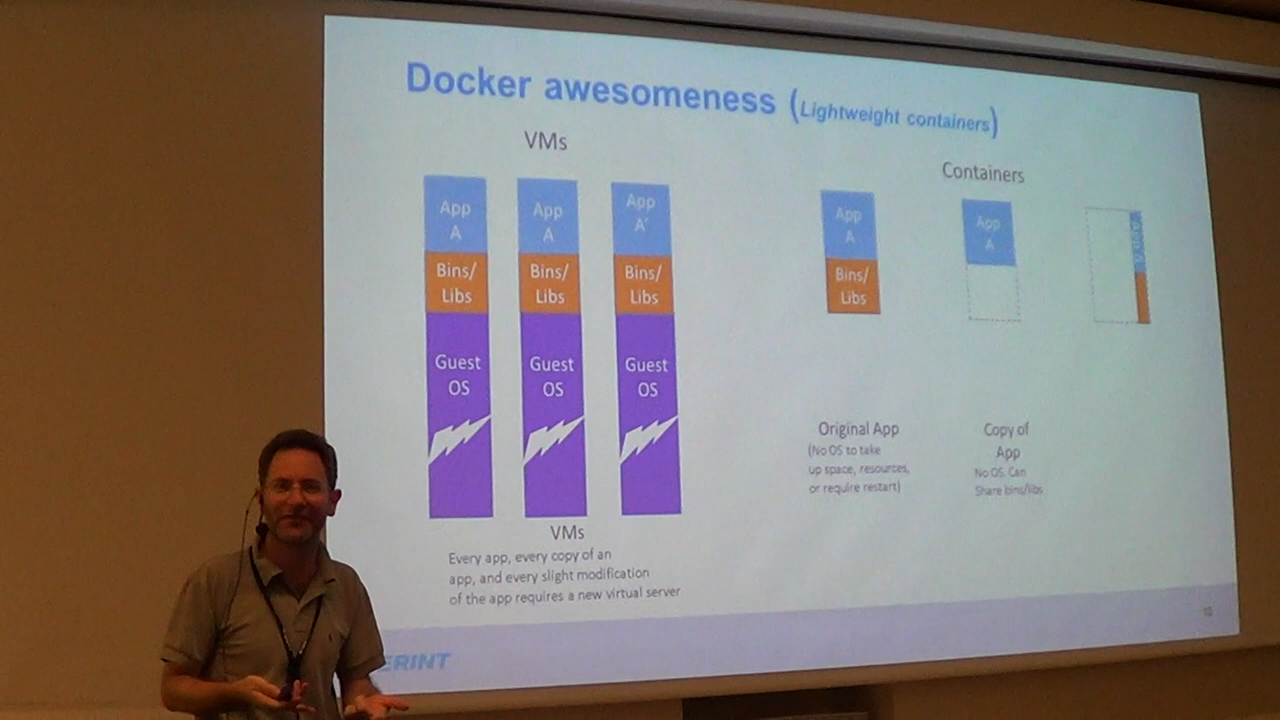 Docker awesomeness (Lightweight containers)
VMs
App
A
Bins/
Libs
Guest
OS
App
A
Bins/
Libs
Guest
OS
App
A'
Bins/
Libs
Guest
OS
VMs
Every app, every copy of an
app, and every slight modification
of the app requires a new virtual server
Containers
App
A
Bins/
Libs
App
A
Original App
(No OS to take
up space, resources,
or require restart)
Copy of
App
No OS. Can
Share bins/libs
ERINT
10